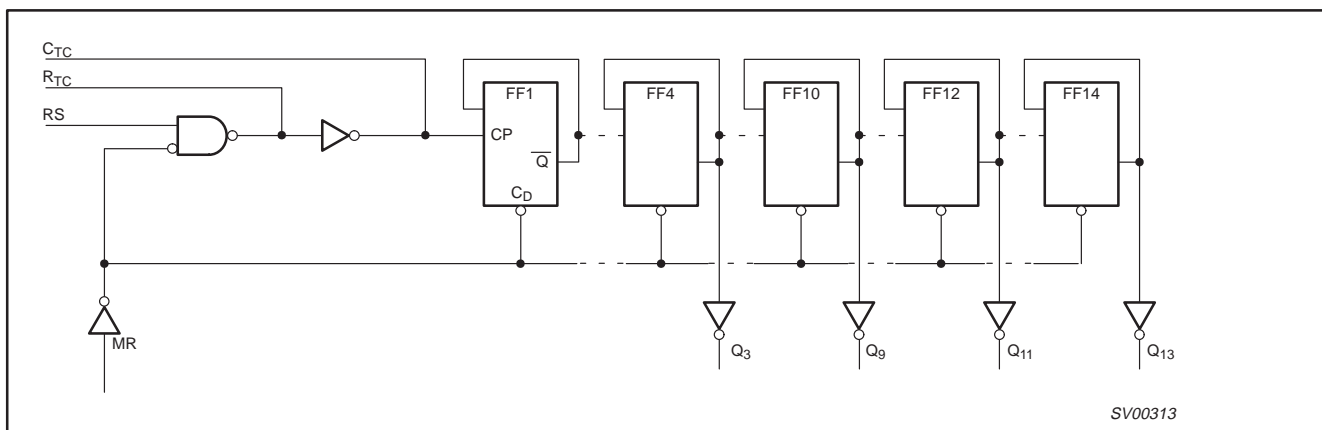 C_TC
R_TC
RS
FF1
FF4
FF10
FF12
FF14
CP
Q̅
C_D
MR
Q_3
Q_9
Q_11
Q_13
SV00313